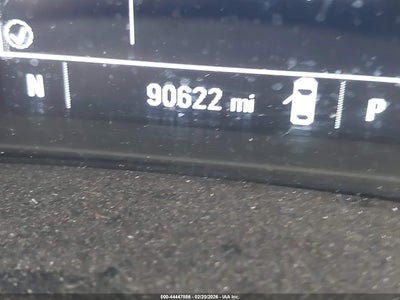 N 90622 mi P
000-44447888 - 02/20/2026 - IAA Inc.